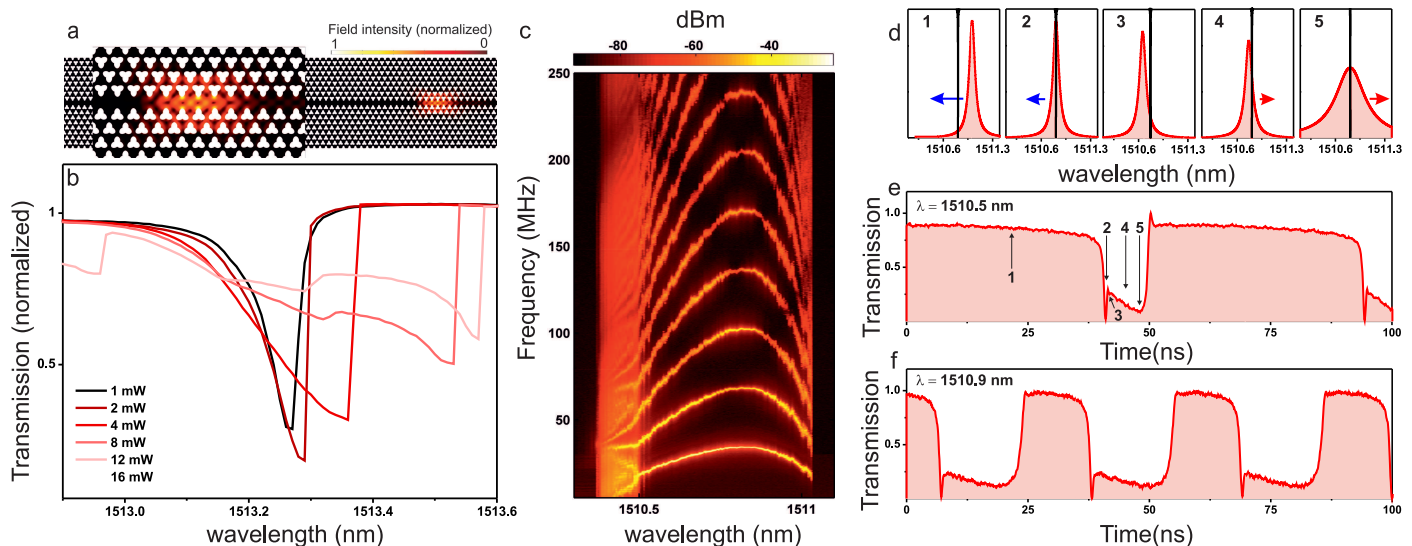 a
Field intensity (normalized)
1 0
b
Transmission (normalized)
1
0.5
1 mW
2 mW
4 mW
8 mW
12 mW
16 mW
1513.0 1513.2 1513.4 1513.6
wavelength (nm)
c
dBm
-80 -60 -40
Frequency (MHz)
250
200
150
100
50
1510.5 1511
wavelength (nm)
d
1 2 3 4 5
1510.6 1511.3 1510.6 1511.3 1510.6 1511.3 1510.6 1511.3 1510.6 1511.3
wavelength (nm)
e
λ = 1510.5 nm
Transmission
1.0
0.5
1 2 3 4 5
0 25 50 75 100
Time(ns)
f
λ = 1510.9 nm
Transmission
1.0
0.5
0 25 50 75 100
Time(ns)